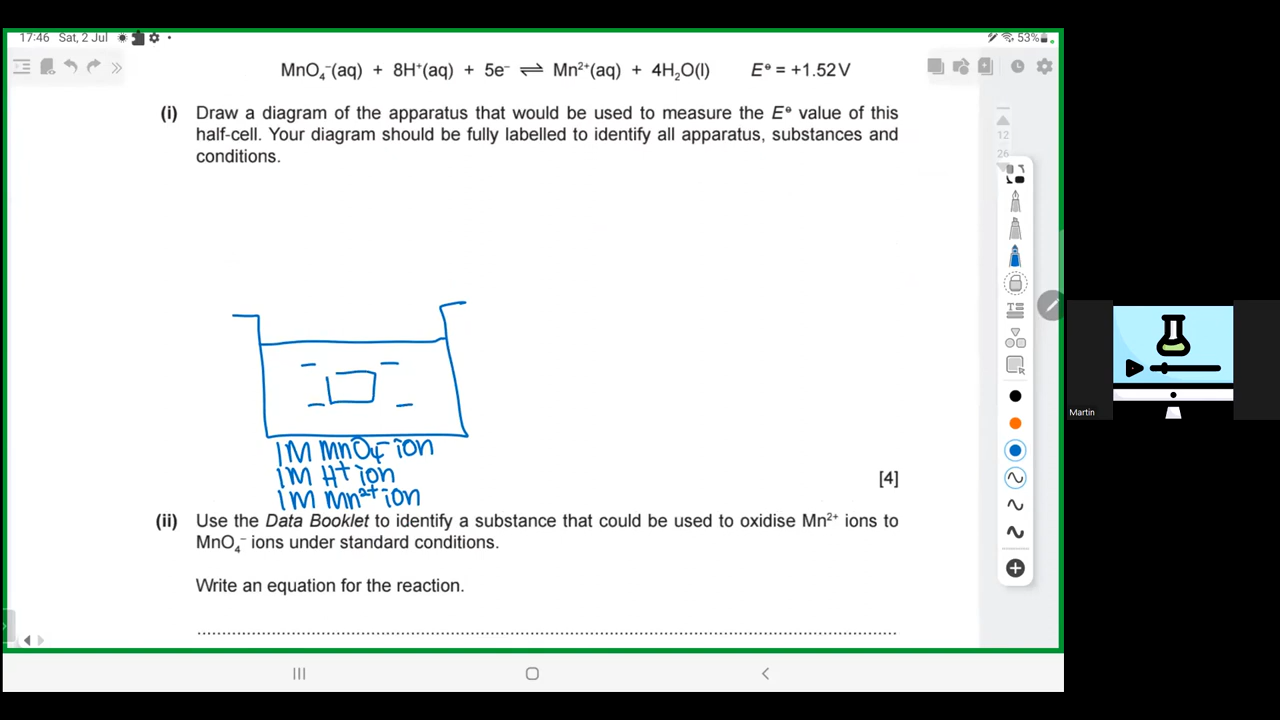 17:46 Sat, 2 Jul
53%
MnO₄⁻(aq) + 8H⁺(aq) + 5e⁻ ⇌ Mn²⁺(aq) + 4H₂O(l) E⦵ = +1.52 V
(i) Draw a diagram of the apparatus that would be used to measure the E⦵ value of this
half-cell. Your diagram should be fully labelled to identify all apparatus, substances and
conditions.
12
26
1M MnO₄⁻ ion
1M H⁺ ion
1M Mn²⁺ ion
[4]
Martin
(ii) Use the Data Booklet to identify a substance that could be used to oxidise Mn²⁺ ions to
MnO₄⁻ ions under standard conditions.
Write an equation for the reaction.